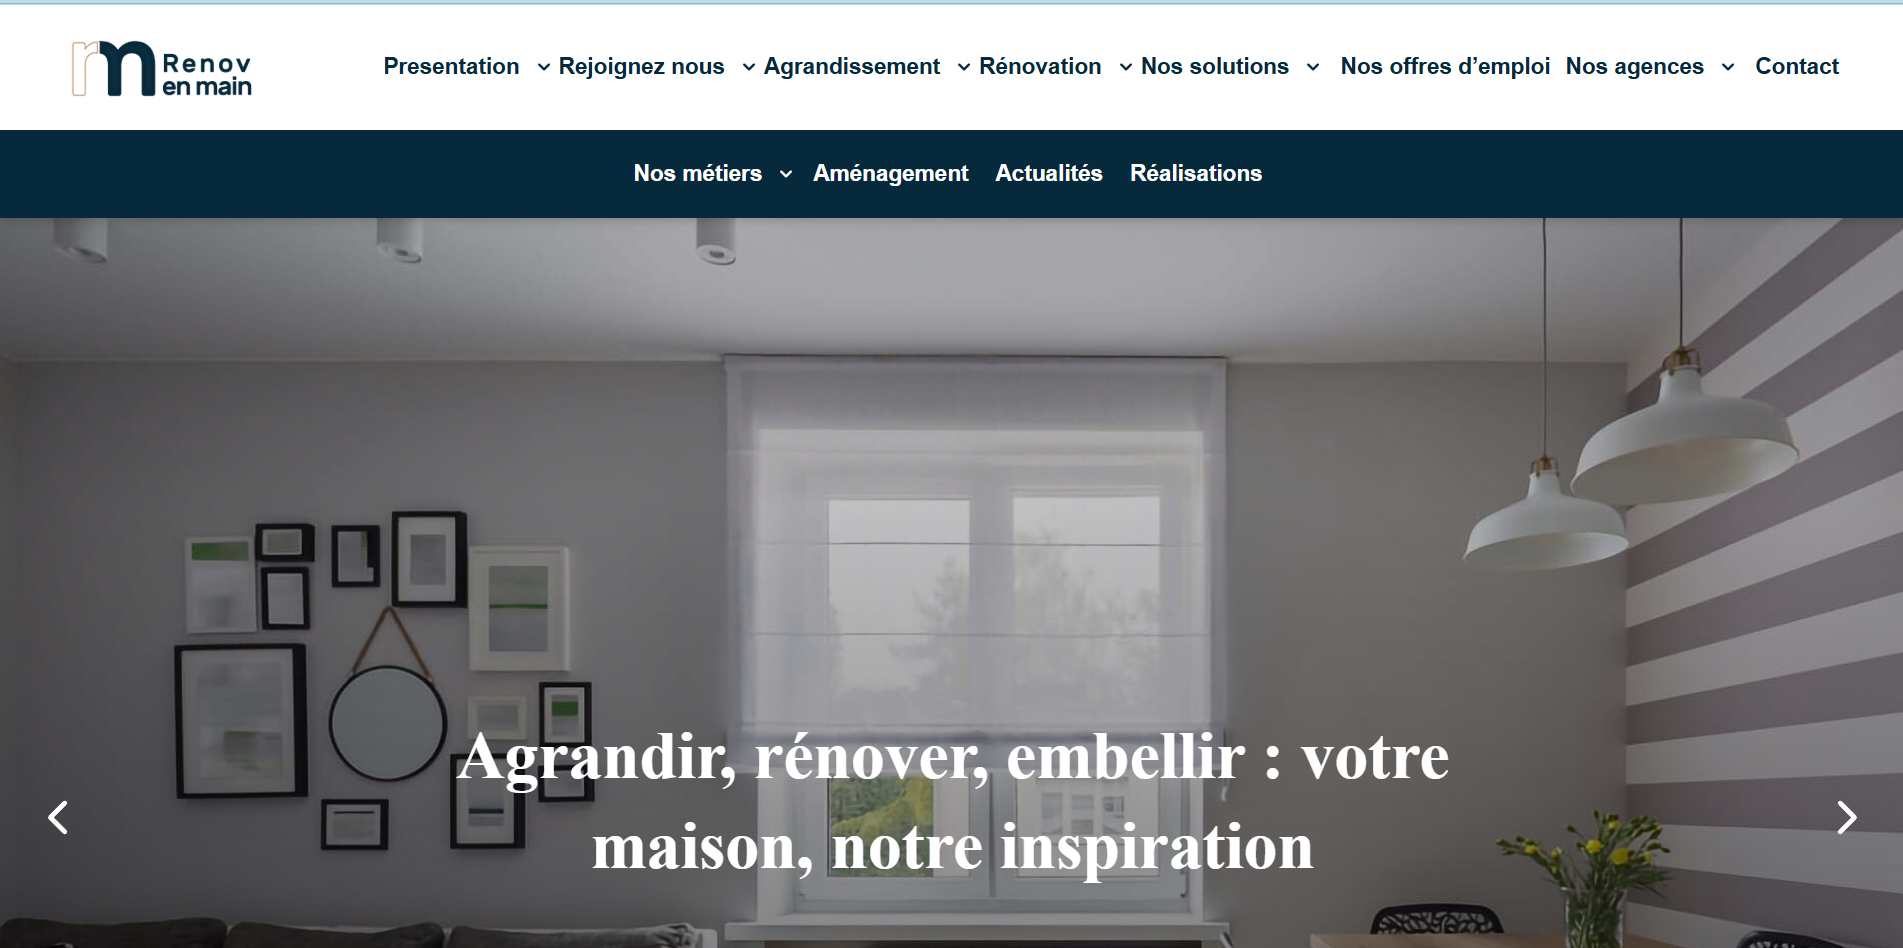 rm Renov
en main
Presentation Rejoignez nous Agrandissement Rénovation Nos solutions Nos offres d’emploi Nos agences Contact
Nos métiers Aménagement Actualités Réalisations
Agrandir, rénover, embellir : votre
maison, notre inspiration